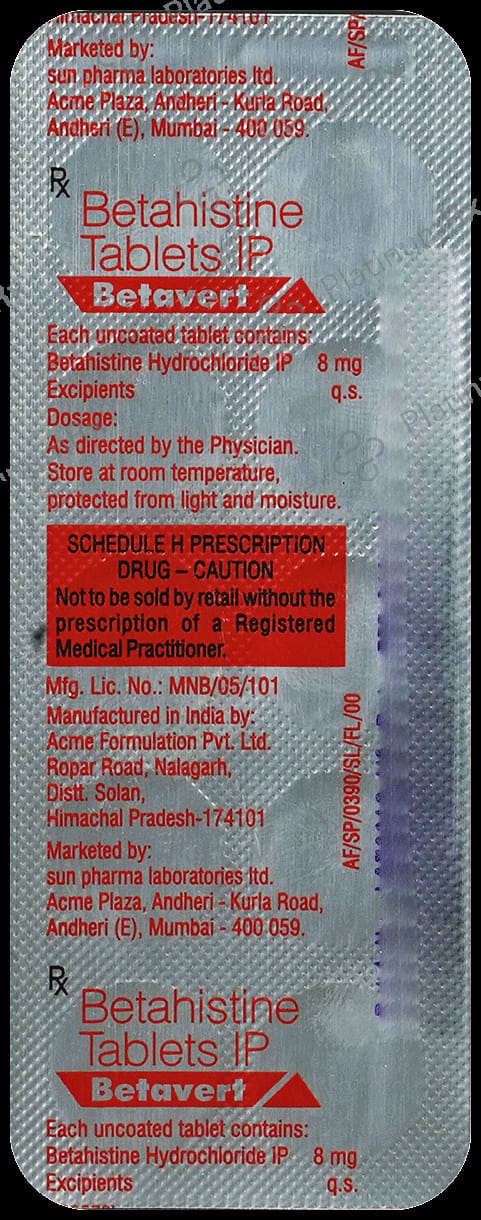 Himachal Pradesh-174101
Marketed by:
sun pharma laboratories ltd.
Acme Plaza, Andheri - Kurla Road,
Andheri (E), Mumbai - 400 059.
AF/SP/
Rx
Betahistine
Tablets IP
Betavert
Each uncoated tablet contains:
Betahistine Hydrochloride IP 8 mg
Excipients q.s.
Dosage:
As directed by the Physician.
Store at room temperature,
protected from light and moisture.
SCHEDULE H PRESCRIPTION
DRUG – CAUTION
Not to be sold by retail without the
prescription of a Registered
Medical Practitioner.
Mfg. Lic. No.: MNB/05/101
Manufactured in India by:
Acme Formulation Pvt. Ltd.
Ropar Road, Nalagarh,
Distt. Solan,
Himachal Pradesh-174101
AF/SP/0390/SL/FL/00
Marketed by:
sun pharma laboratories ltd.
Acme Plaza, Andheri - Kurla Road,
Andheri (E), Mumbai - 400 059.
Rx
Betahistine
Tablets IP
Betavert
Each uncoated tablet contains:
Betahistine Hydrochloride IP 8 mg
Excipients q.s.